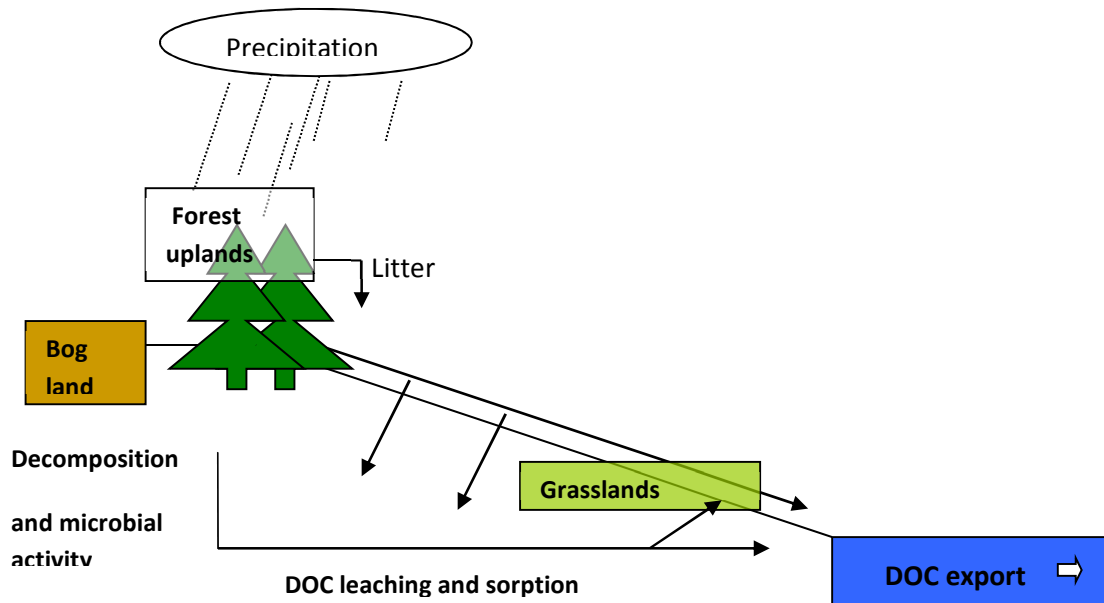 Precipitation
Forest
uplands
Litter
Bog
land
Decomposition
and microbial
activity
Grasslands
DOC leaching and sorption
DOC export